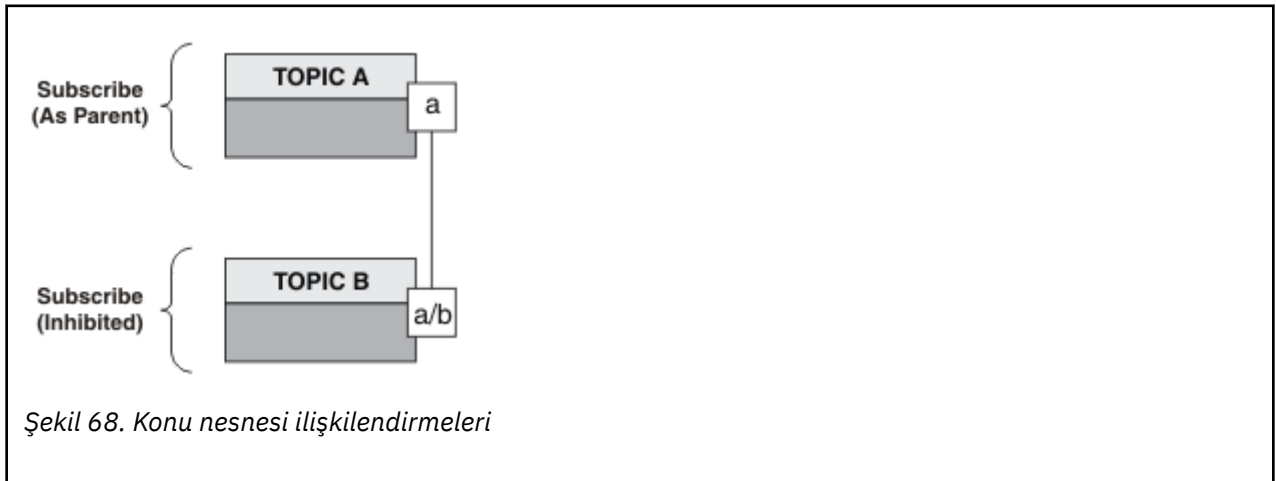 Subscribe
(As Parent)
TOPIC A
a
Subscribe
(Inhibited)
TOPIC B
a/b
Şekil 68. Konu nesnesi ilişkilendirmeleri